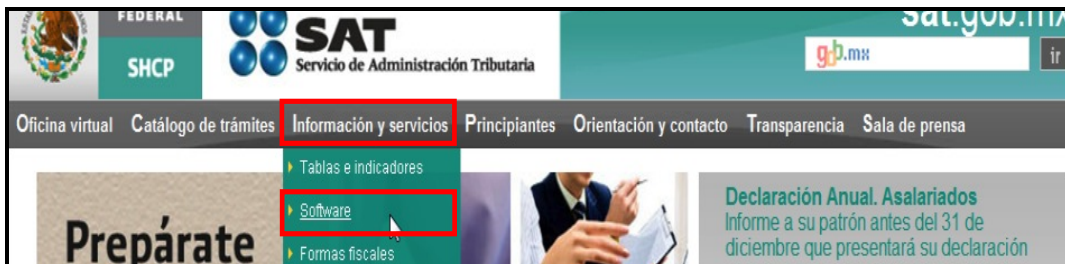 FEDERAL
SHCP
SAT
Servicio de Administración Tributaria
sat.gob.mx
gob.mx
ir
Oficina virtual Catálogo de trámites Información y servicios Principiantes Orientación y contacto Transparencia Sala de prensa
Tablas e indicadores
Software
Formas fiscales
Prepárate
Declaración Anual. Asalariados
Informe a su patrón antes del 31 de
diciembre que presentará su declaración